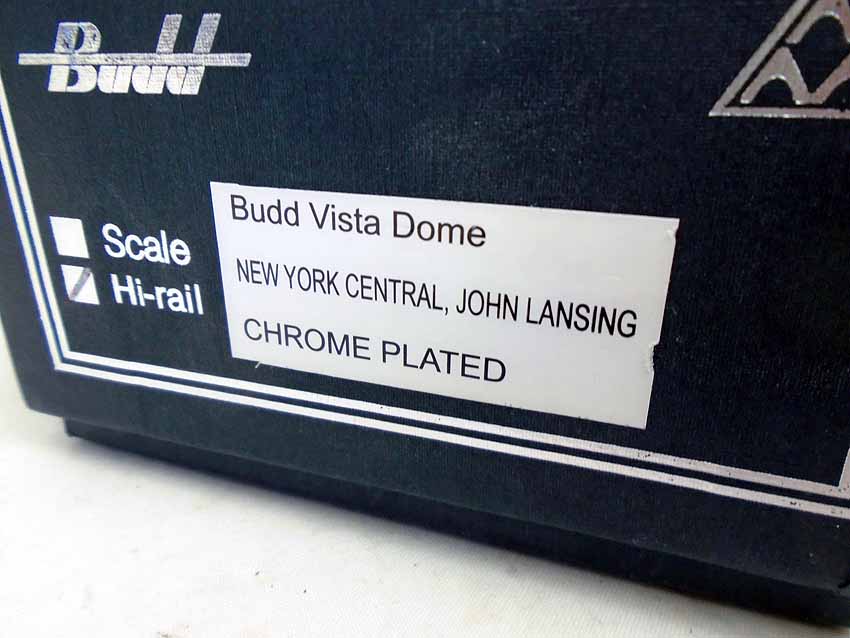 Budd
Scale
Hi-rail
Budd Vista Dome
NEW YORK CENTRAL, JOHN LANSING
CHROME PLATED